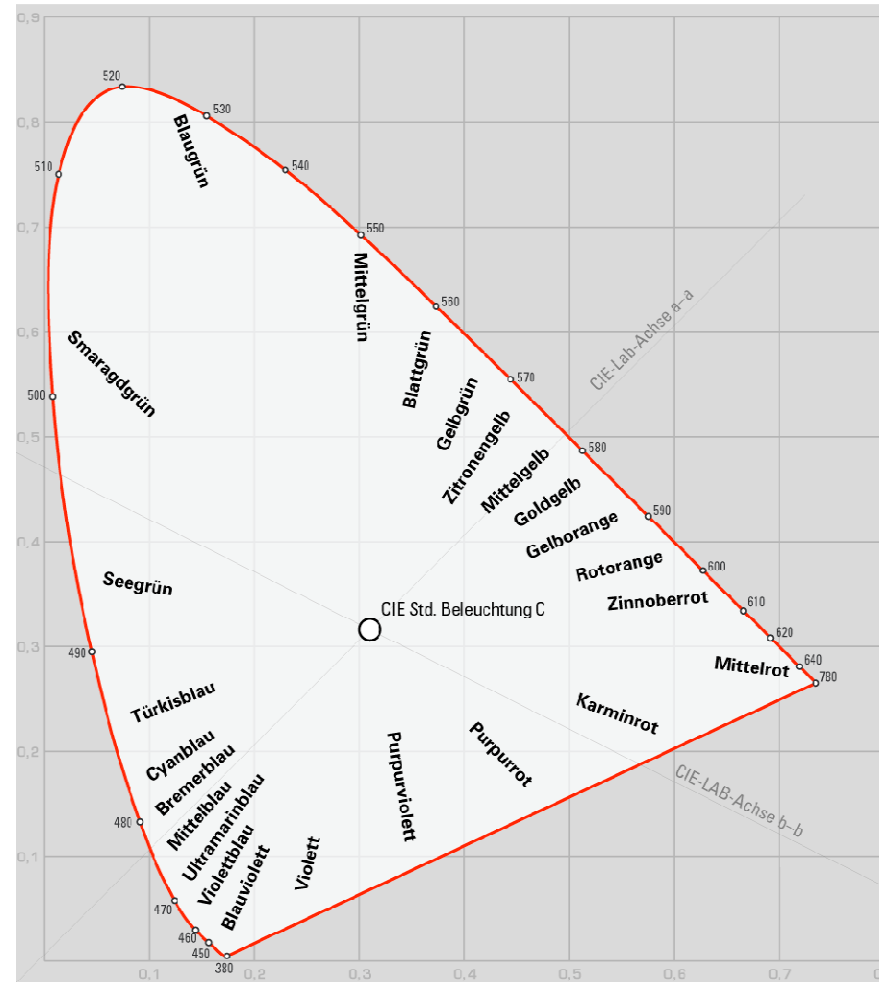 0,9
520
530
0,8
Blaugrün
540
510
0,7
550
Mittelgrün
560
CIE-Lab-Achse a–a
0,6
Smaragdgrün
Blattgrün
570
500
Gelbgrün
Zitronengelb
0,5
580
Mittelgelb
Goldgelb
590
Gelborange
0,4
Rotorange
600
Seegrün
Zinnoberrot
610
CIE Std. Beleuchtung C
620
0,3
490
Mittelrot
640
780
Türkisblau
Karminrot
Purpurrot
Purpurviolett
0,2
Cyanblau
Bremerblau
CIE-LAB-Achse b–b
Mittelblau
480
Ultramarinblau
Violettblau
0,1
Blauviolett
Violett
470
460
450
380
0,1
0,2
0,3
0,4
0,5
0,6
0,7